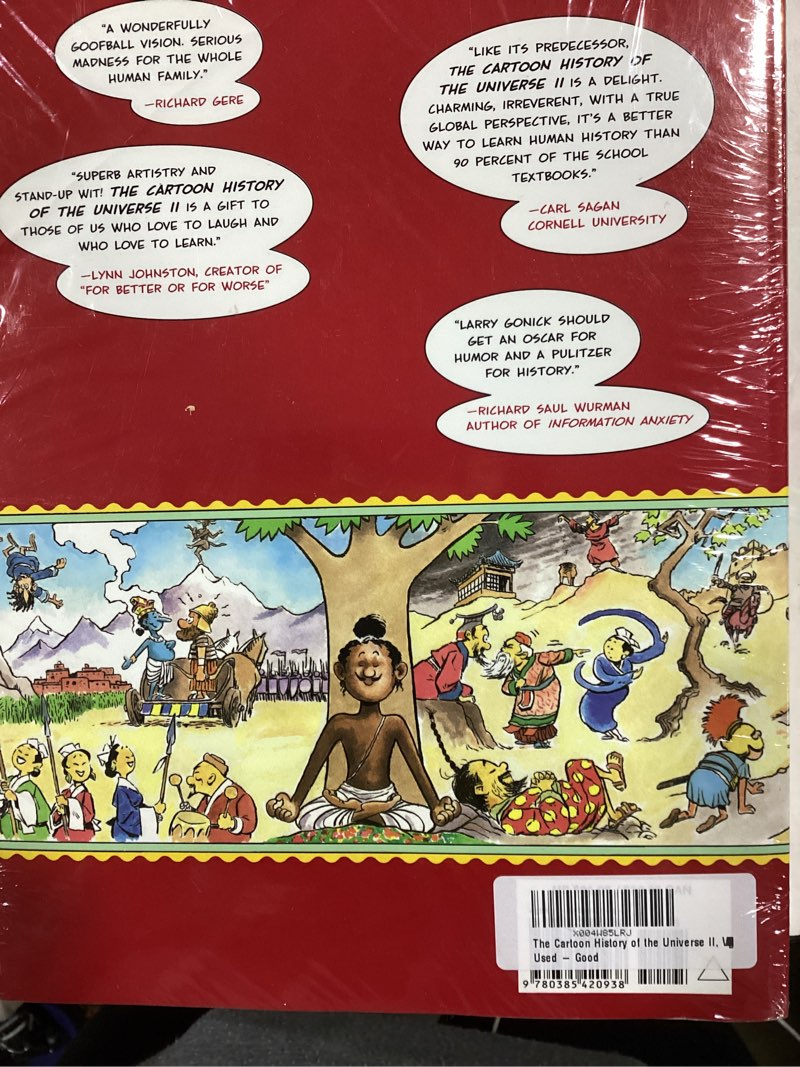 "A WONDERFULLY
GOOFBALL VISION. SERIOUS
MADNESS FOR THE WHOLE
HUMAN FAMILY."
—RICHARD GERE
"LIKE ITS PREDECESSOR,
THE CARTOON HISTORY OF
THE UNIVERSE II IS A DELIGHT.
CHARMING, IRREVERENT, WITH A TRUE
GLOBAL PERSPECTIVE, IT'S A BETTER
WAY TO LEARN HUMAN HISTORY THAN
90 PERCENT OF THE SCHOOL
TEXTBOOKS."
—CARL SAGAN
CORNELL UNIVERSITY
"SUPERB ARTISTRY AND
STAND-UP WIT! THE CARTOON HISTORY
OF THE UNIVERSE II IS A GIFT TO
THOSE OF US WHO LOVE TO LAUGH AND
WHO LOVE TO LEARN."
—LYNN JOHNSTON, CREATOR OF
"FOR BETTER OR FOR WORSE"
"LARRY GONICK SHOULD
GET AN OSCAR FOR
HUMOR AND A PULITZER
FOR HISTORY."
—RICHARD SAUL WURMAN
AUTHOR OF INFORMATION ANXIETY
X004W85LRJ
The Cartoon History of the Universe II,
Used – Good
9 780385 420938